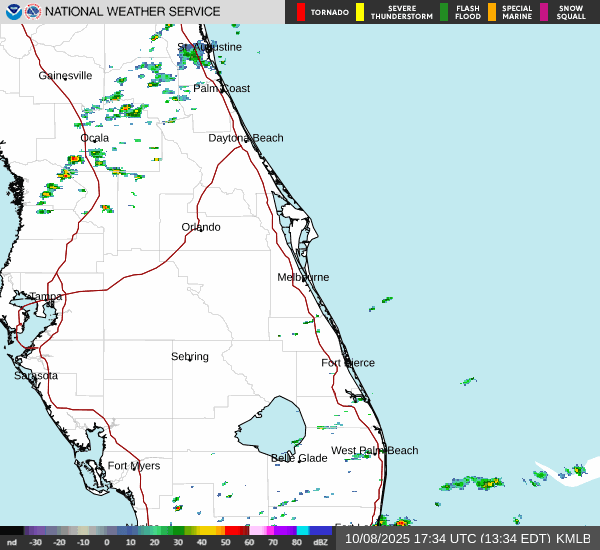 NATIONAL WEATHER SERVICE
TORNADO
SEVERE THUNDERSTORM
FLASH FLOOD
SPECIAL MARINE
SNOW SQUALL
St. Augustine
Gainesville
Palm Coast
Ocala
Daytona Beach
Orlando
Melbourne
Tampa
Sebring
Fort Pierce
Sarasota
West Palm Beach
Belle Glade
Fort Myers
nd -30 -20 -10 0 10 20 30 40 50 60 70 80 dBZ
10/08/2025 17:34 UTC (13:34 EDT) KMLB